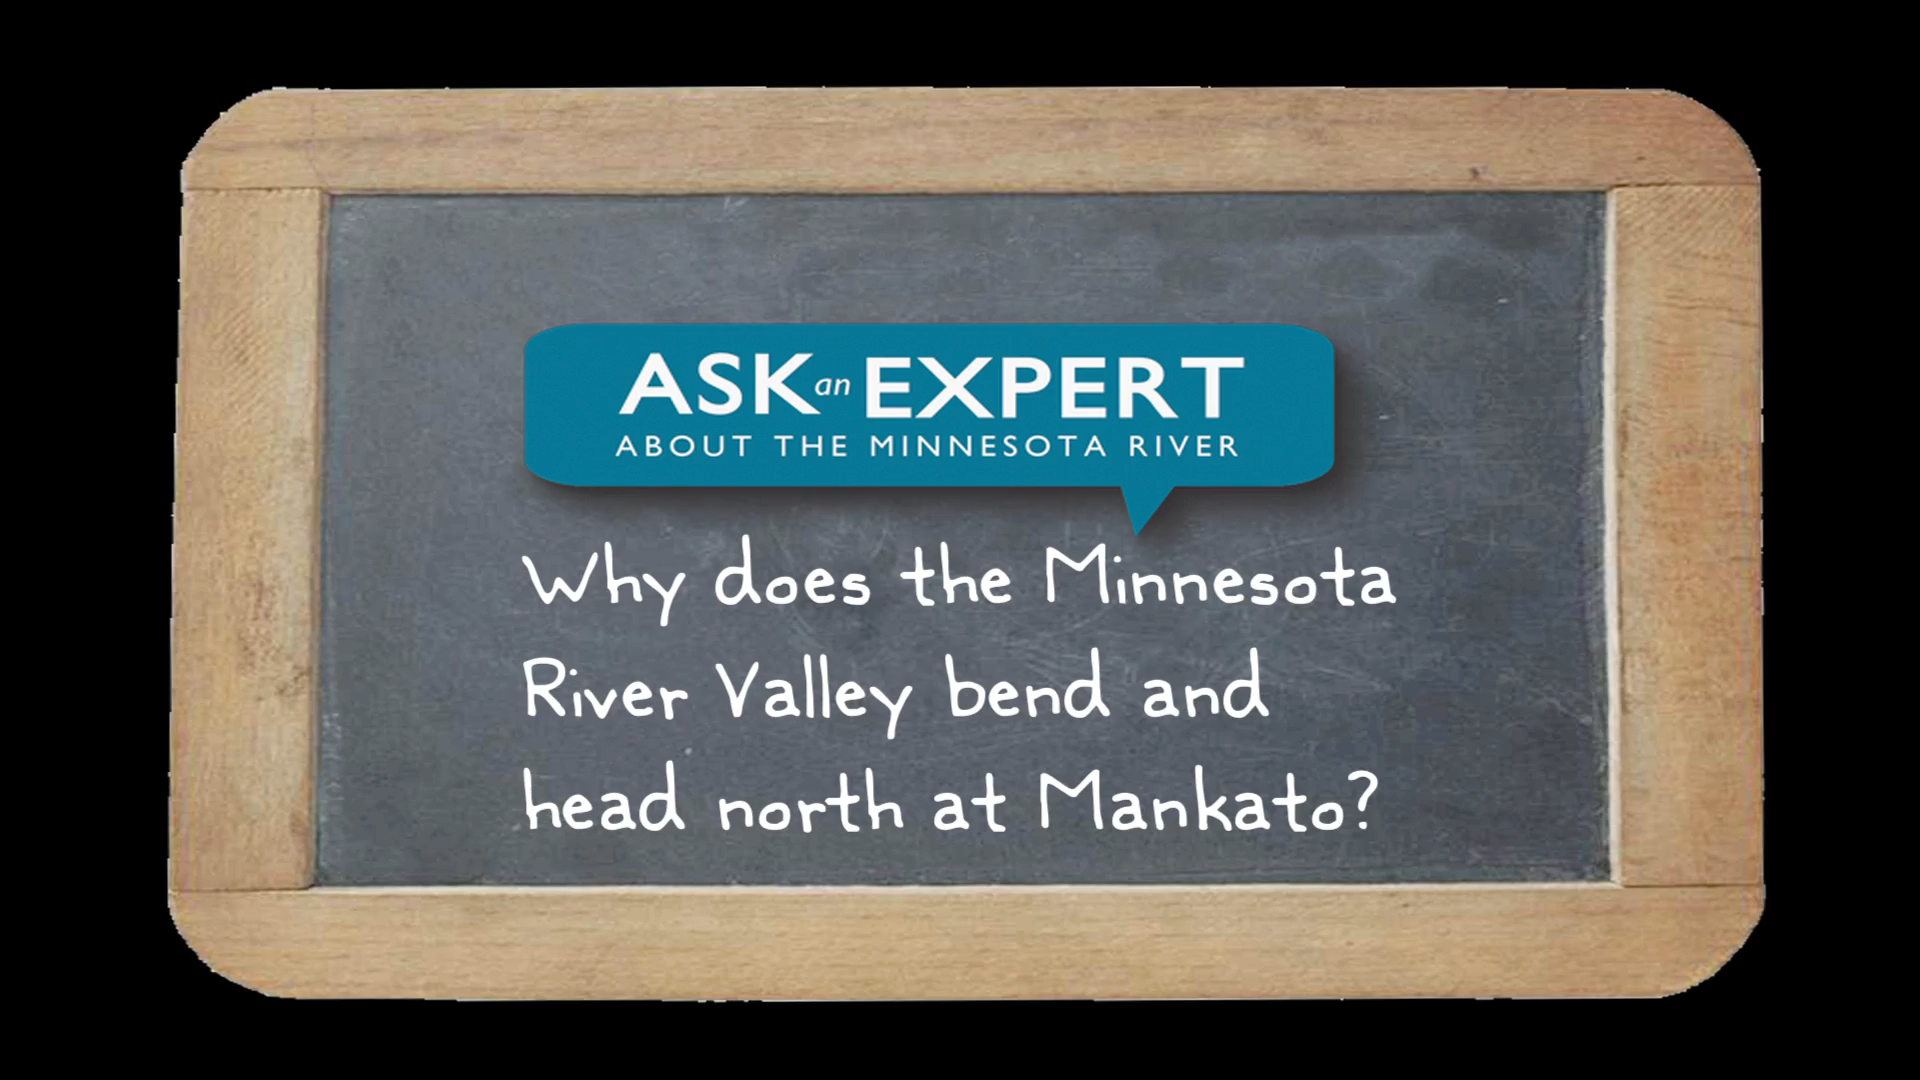 ASK an EXPERT
ABOUT THE MINNESOTA RIVER
Why does the Minnesota
River Valley bend and
head north at Mankato?